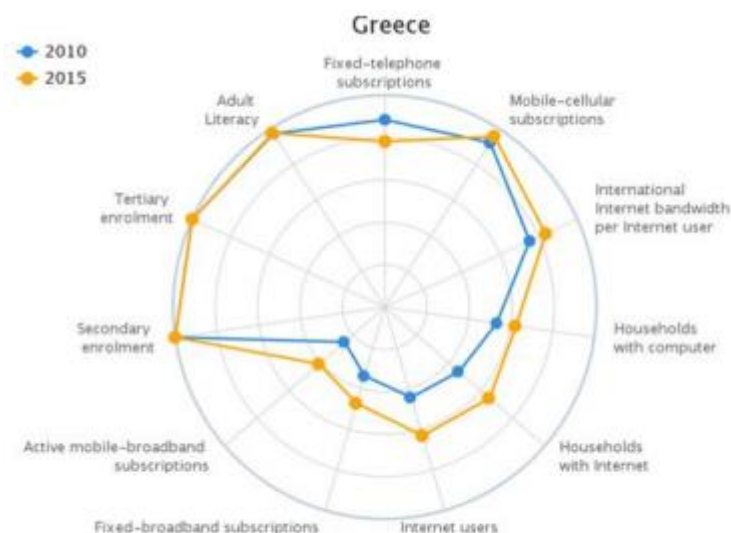 Greece
2010
2015
Fixed-telephone
subscriptions
Mobile-cellular
subscriptions
International
Internet bandwidth
per Internet user
Households
with computer
Households
with Internet
Internet users
Fixed-broadband subscriptions
Active mobile-broadband
subscriptions
Secondary
enrolment
Tertiary
enrolment
Adult
Literacy